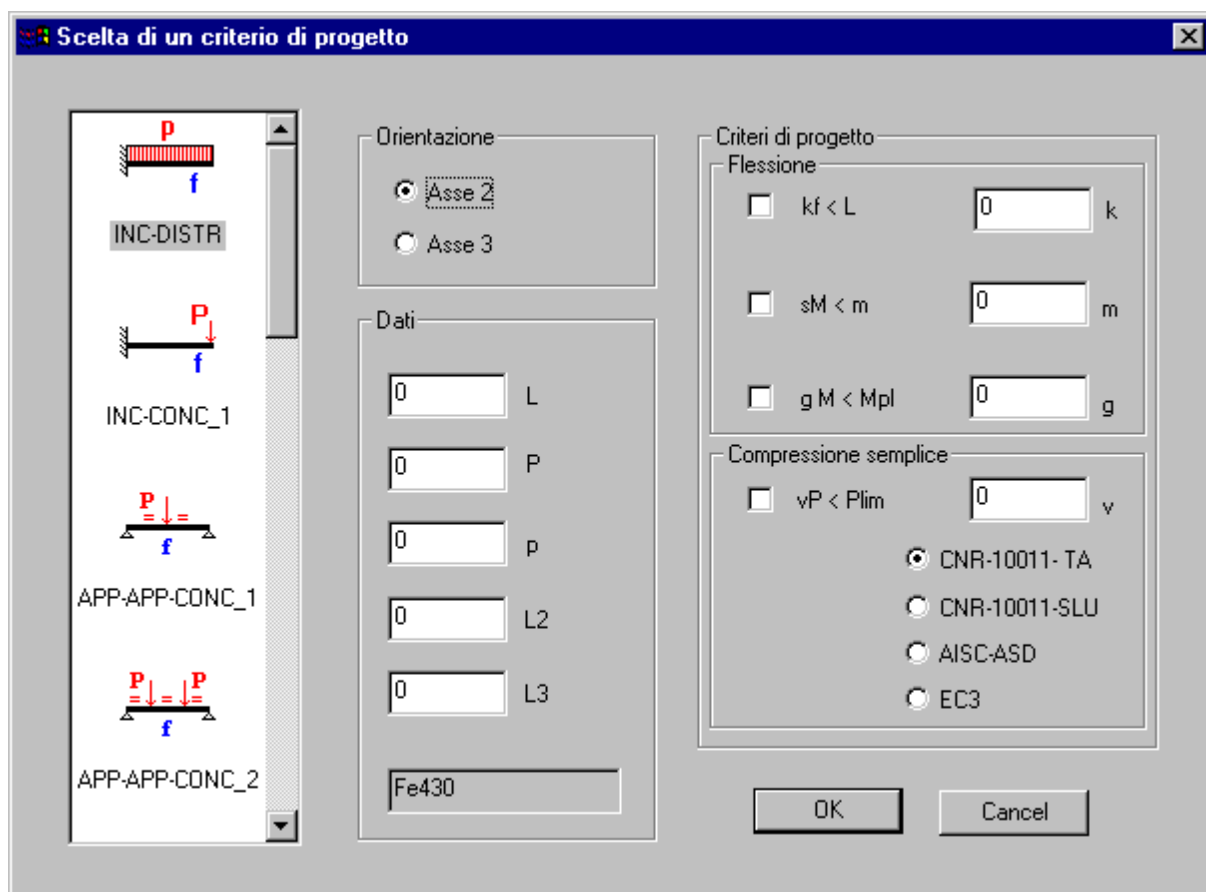 Scelta di un criterio di progetto
p
f
INC-DISTR
P
f
INC-CONC_1
P
= =
f
APP-APP-CONC_1
P P
= = =
f
APP-APP-CONC_2
Orientazione
Asse 2
Asse 3
Dati
0 L
0 P
0 p
0 L2
0 L3
Fe430
Criteri di progetto
Flessione
kf < L 0 k
sM < m 0 m
g M < Mpl 0 g
Compressione semplice
vP < Plim 0 v
CNR-10011- TA
CNR-10011-SLU
AISC-ASD
EC3
OK Cancel